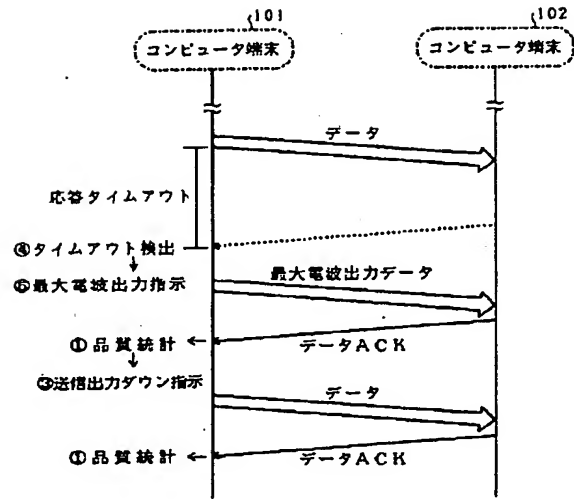 101
102
コンピュータ端末
コンピュータ端末
データ
応答タイムアウト
④タイムアウト検出
⑤最大電波出力指示
最大電波出力データ
①品質統計
データACK
③送信出力ダウン指示
データ
①品質統計
データACK